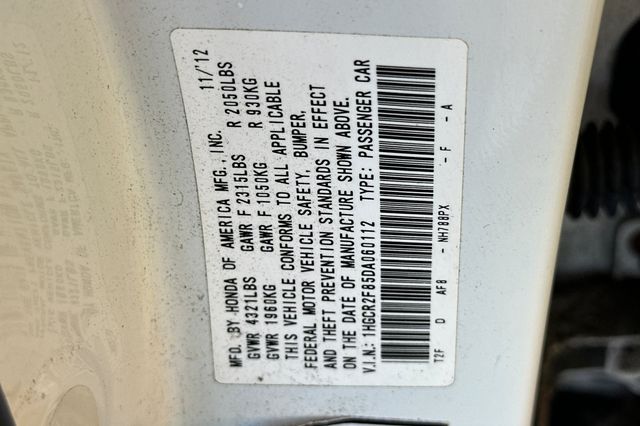 MFD. BY HONDA OF AMERICA MFG., INC. 11/12
GVWR 4321LBS GAWR F 2315LBS R 2050LBS
GVWR 1960KG GAWR F 1050KG R 930KG
THIS VEHICLE CONFORMS TO ALL APPLICABLE
FEDERAL MOTOR VEHICLE SAFETY, BUMPER,
AND THEFT PREVENTION STANDARDS IN EFFECT
ON THE DATE OF MANUFACTURE SHOWN ABOVE.
V.I.N.: 1HGCR2F85DA060112 TYPE: PASSENGER CAR
T2F D AF8 - NH788PX - F - A